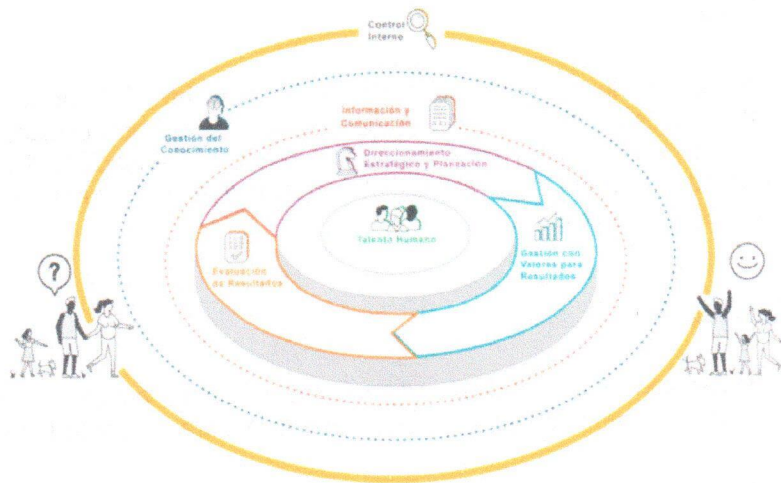 Control
Interno
Información y
Comunicación
Gestión del
Conocimiento
Direccionamiento
Estratégico y Planeación
Talento Humano
Gestión con
Valores para
Resultados
Evaluación
de Resultados
?